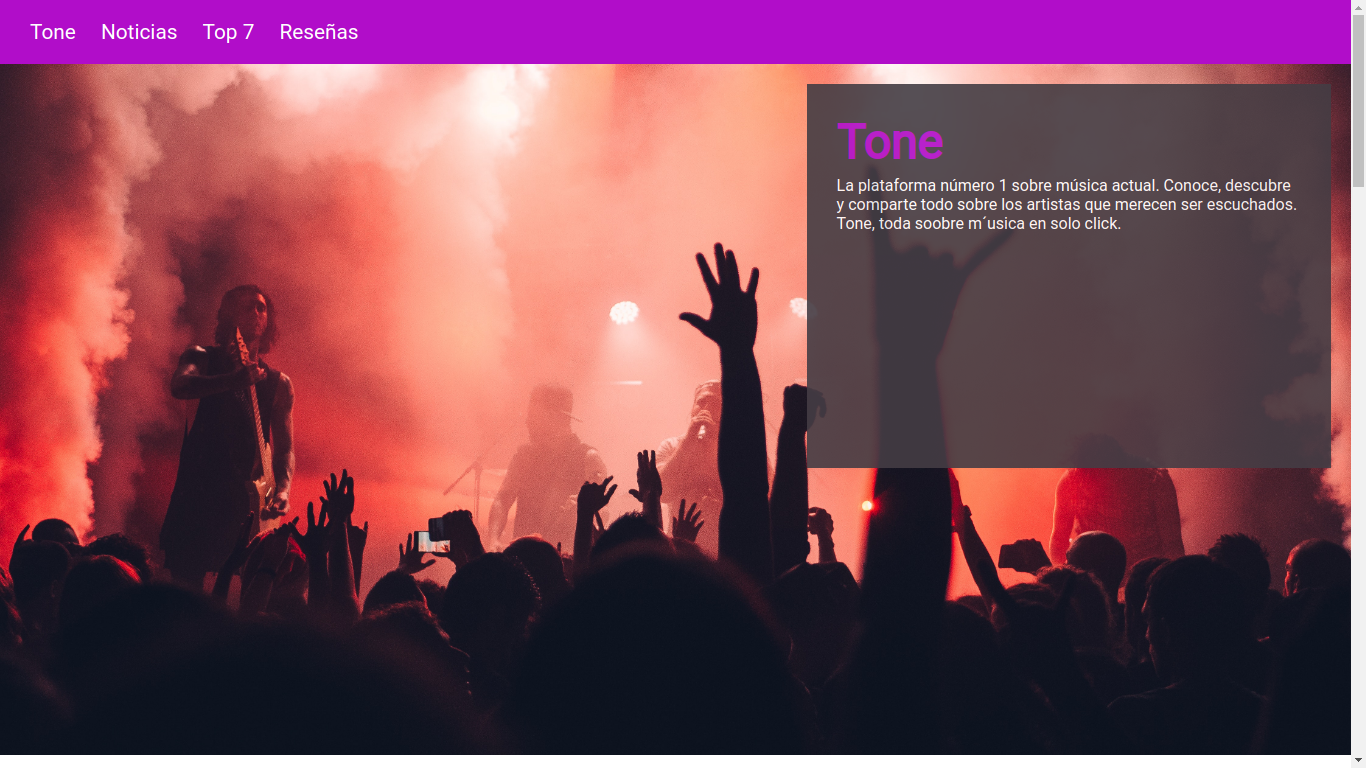 Tone Noticias Top 7 Reseñas
Tone
La plataforma número 1 sobre música actual. Conoce, descubre
y comparte todo sobre los artistas que merecen ser escuchados.
Tone, toda soobre m´usica en solo click.